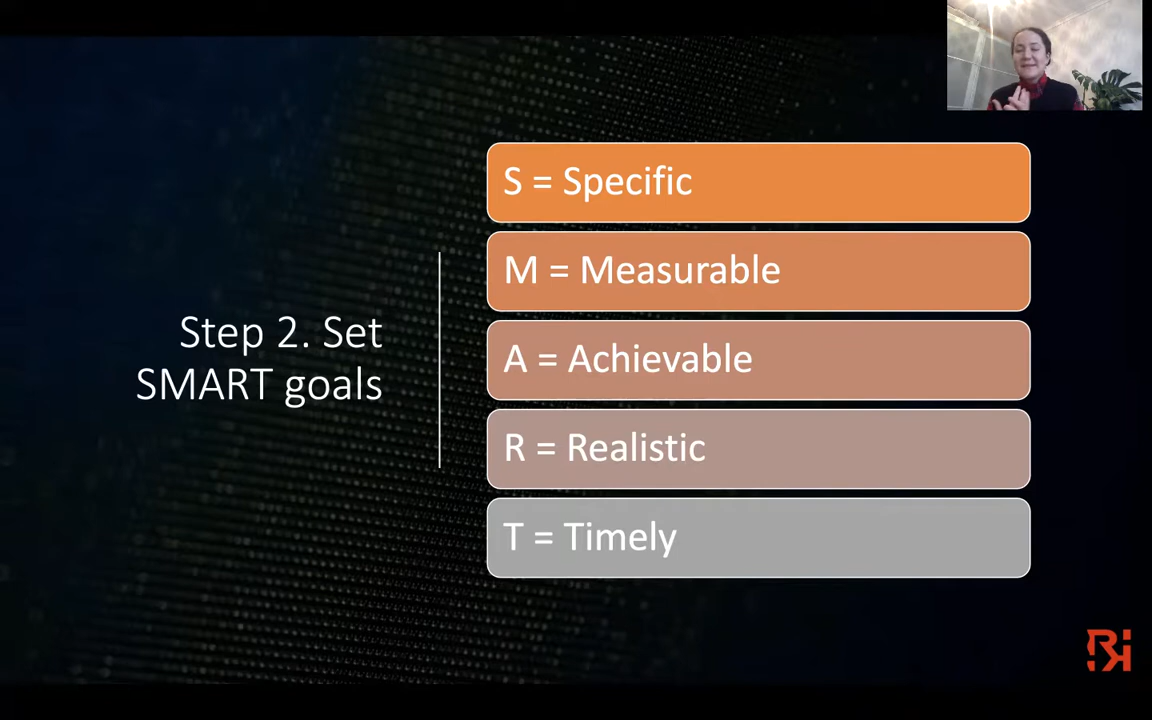 Step 2. Set
SMART goals
S = Specific
M = Measurable
A = Achievable
R = Realistic
T = Timely